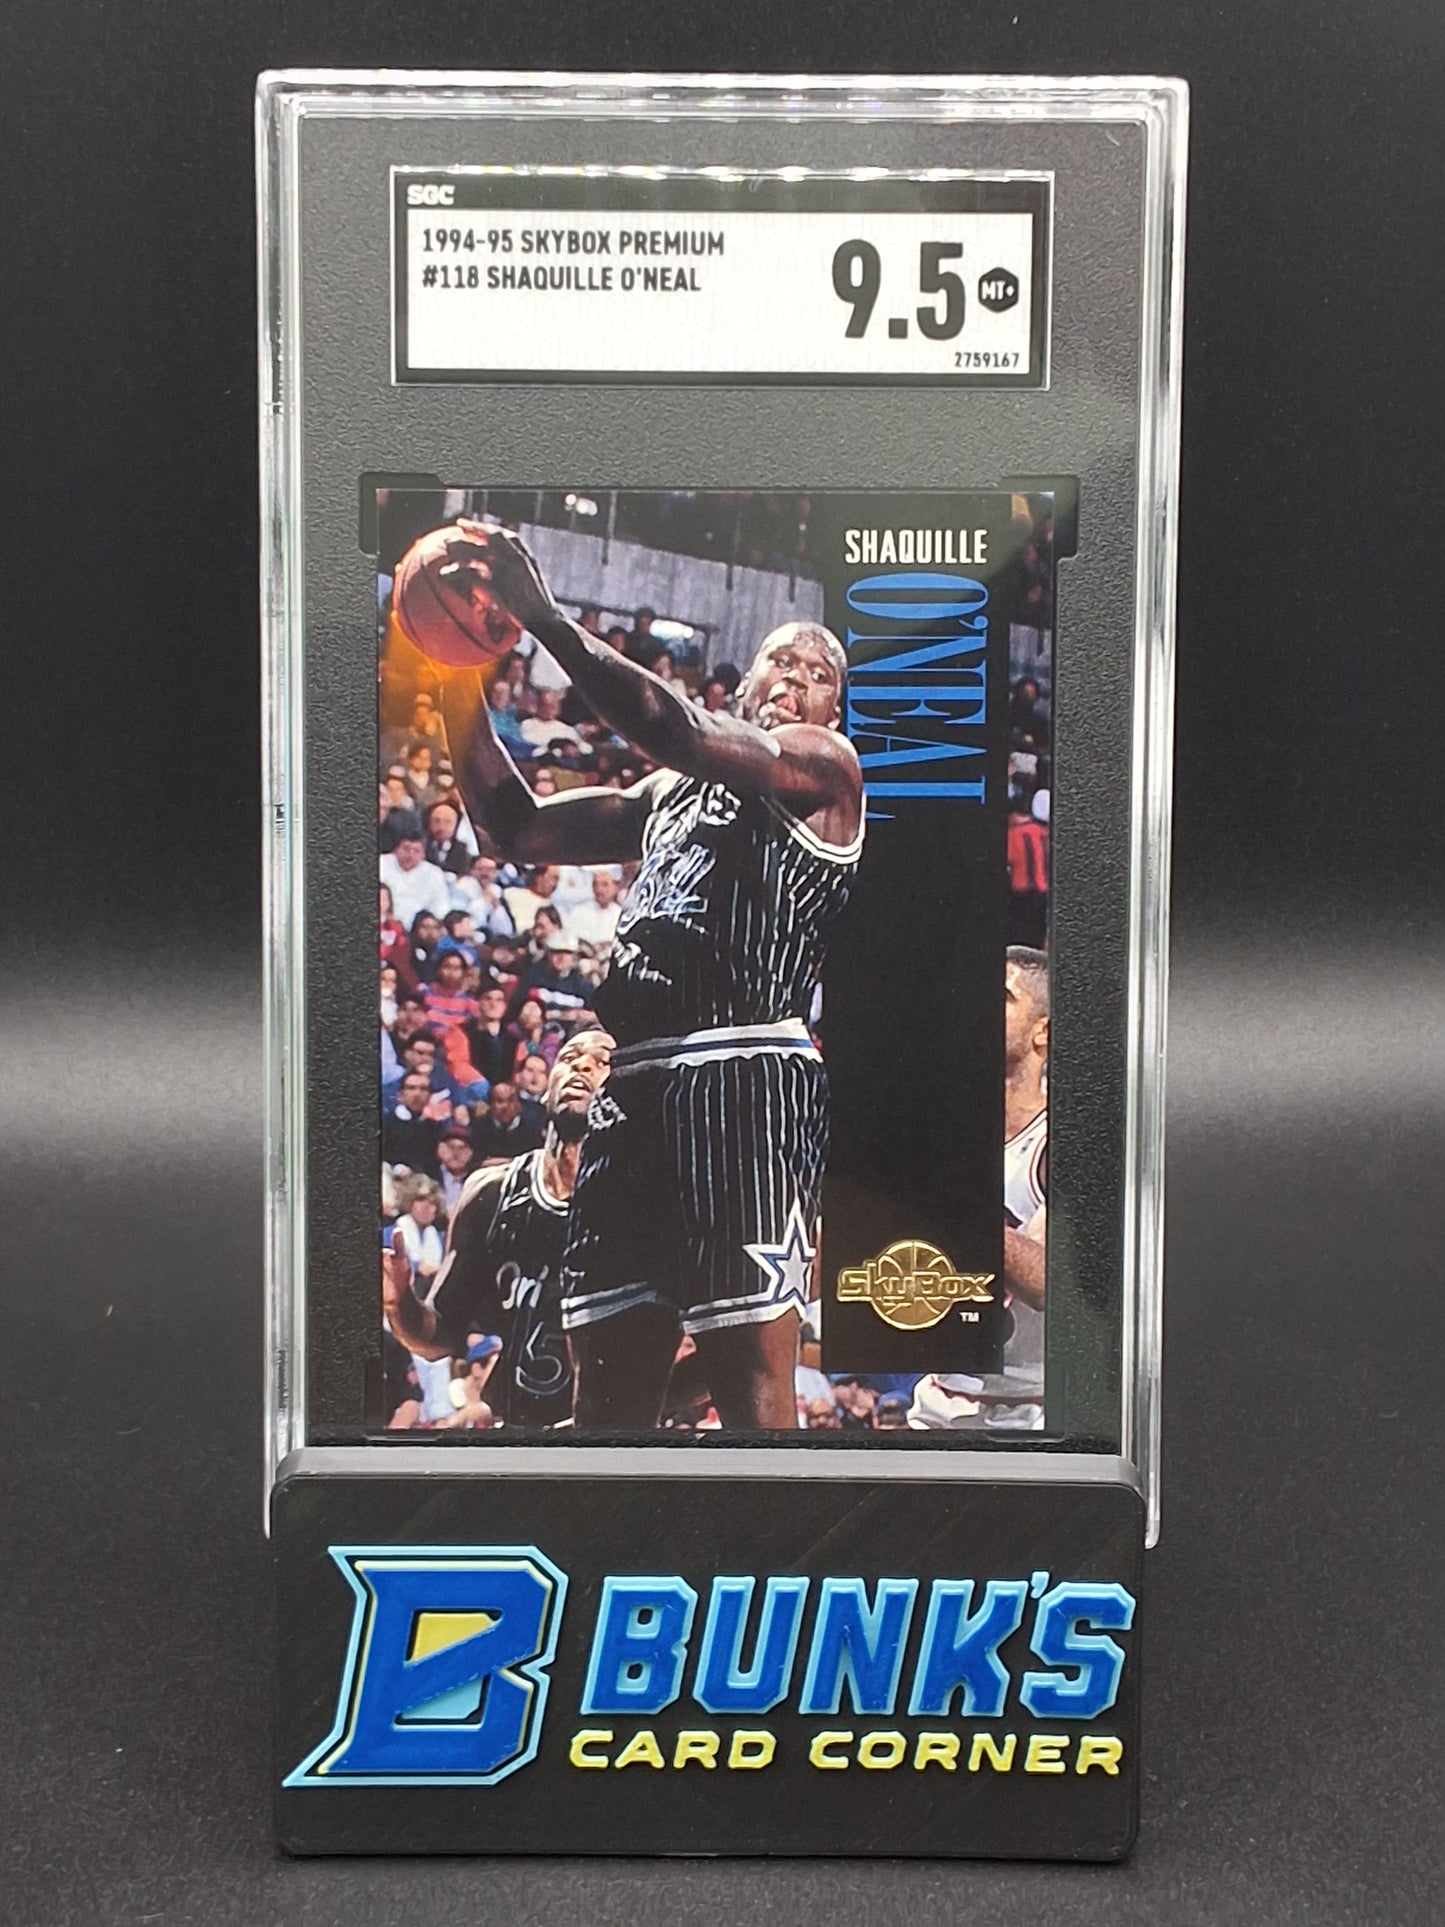 SGC
1994-95 SKYBOX PREMIUM
#118 SHAQUILLE O'NEAL
9.5 MT+
2759167
SHAQUILLE
O'NEAL
SkyBox
TM
B BUNK'S
CARD CORNER